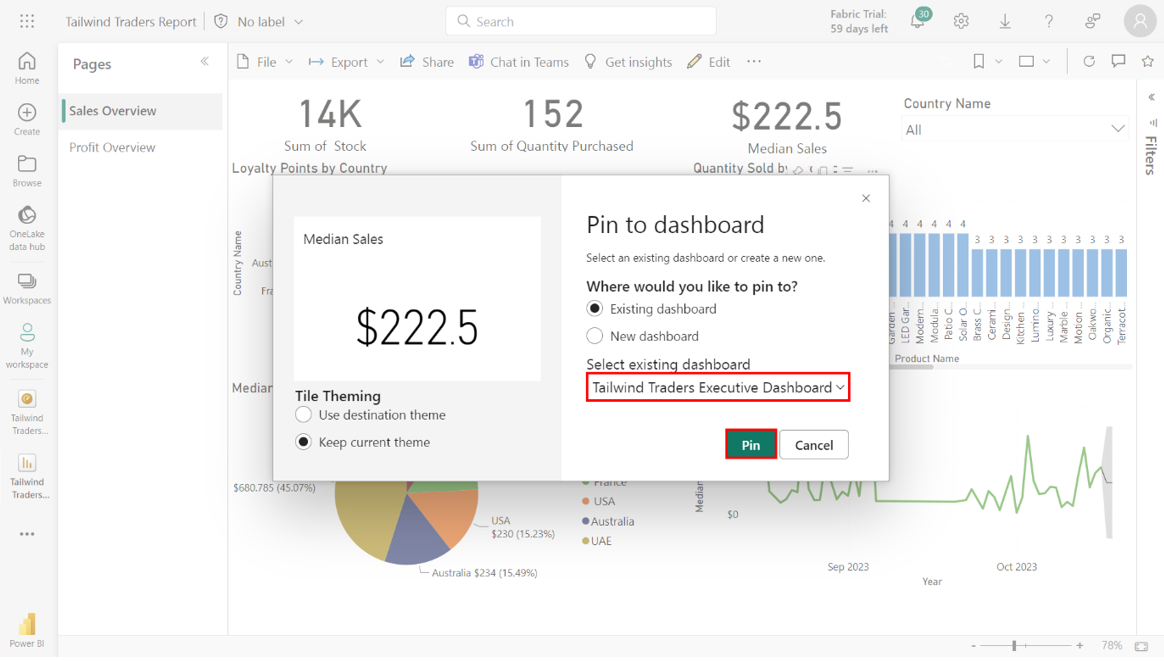 Tailwind Traders Report
No label
Search
Fabric Trial:
59 days left
30
Home
Create
Browse
OneLake
data hub
Workspaces
My
workspace
Tailwind
Traders...
Tailwind
Traders...
Power BI
Pages
Sales Overview
Profit Overview
File
Export
Share
Chat in Teams
Get insights
Edit
14K
Sum of Stock
152
Sum of Quantity Purchased
$222.5
Median Sales
Country Name
All
Filters
Loyalty Points by Country
Quantity Sold by
Country Name
Aust
Fra
Median Sales
$222.5
Tile Theming
Use destination theme
Keep current theme
Pin to dashboard
Select an existing dashboard or create a new one.
Where would you like to pin to?
Existing dashboard
New dashboard
Select existing dashboard
Tailwind Traders Executive Dashboard
Pin
Cancel
4 4 4 4 4 4
3 3 3 3 3 3 3 3 3 3 3
Garden ...
LED Gar...
Modern...
Modula...
Patio C...
Solar O...
Brass C...
Cerami...
Design...
Kitchen ...
Lumino...
Luxury ...
Marble ...
Motion ...
Oakwo...
Organic...
Terracot...
Product Name
Median
$680.785 (45.07%)
USA
$230 (15.23%)
Australia $234 (15.49%)
France
USA
Australia
UAE
Median
$0
Sep 2023
Oct 2023
Year
78%